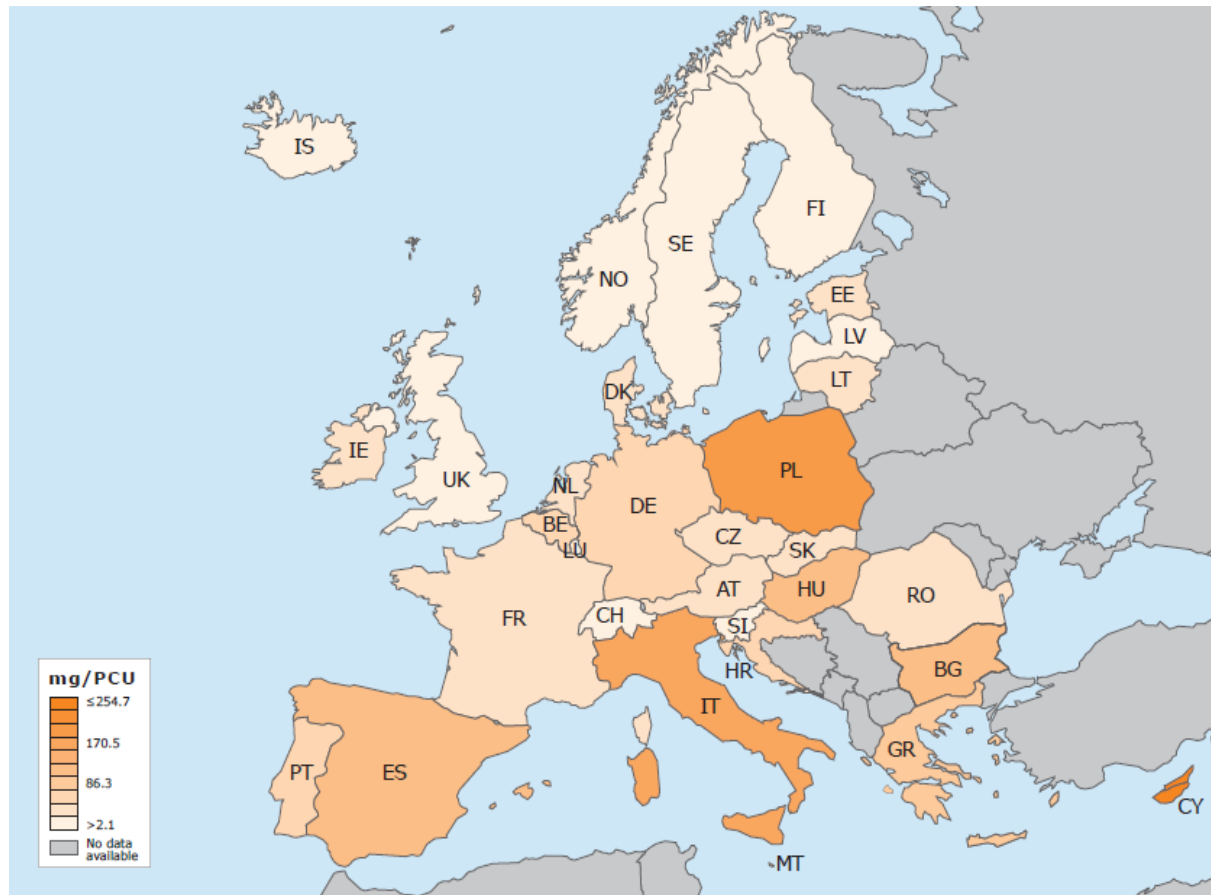 IS
FI
SE
NO
EE
LV
LT
DK
IE
UK
NL
PL
DE
BE
LU
CZ
SK
AT
HU
RO
FR
CH
SI
HR
BG
IT
PT
ES
GR
CY
MT
mg/PCU
≤254.7
170.5
86.3
>2.1
No data
available